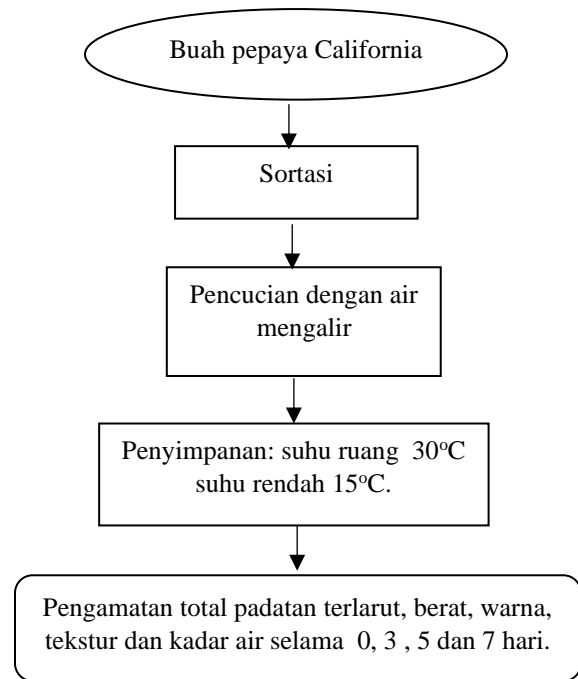 Buah pepaya California
Sortasi
Pencucian dengan air
mengalir
Penyimpanan: suhu ruang 30°C
suhu rendah 15°C.
Pengamatan total padatan terlarut, berat, warna,
tekstur dan kadar air selama 0, 3 , 5 dan 7 hari.